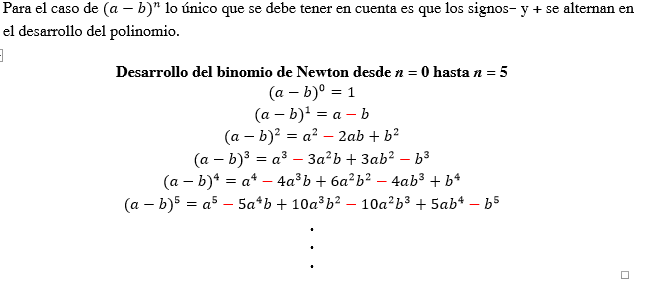 Para el caso de (a − b)ⁿ lo único que se debe tener en cuenta es que los signos− y + se alternan en
el desarrollo del polinomio.
Desarrollo del binomio de Newton desde n = 0 hasta n = 5
(a − b)⁰ = 1
(a − b)¹ = a − b
(a − b)² = a² − 2ab + b²
(a − b)³ = a³ − 3a²b + 3ab² − b³
(a − b)⁴ = a⁴ − 4a³b + 6a²b² − 4ab³ + b⁴
(a − b)⁵ = a⁵ − 5a⁴b + 10a³b² − 10a²b³ + 5ab⁴ − b⁵
.
.
.